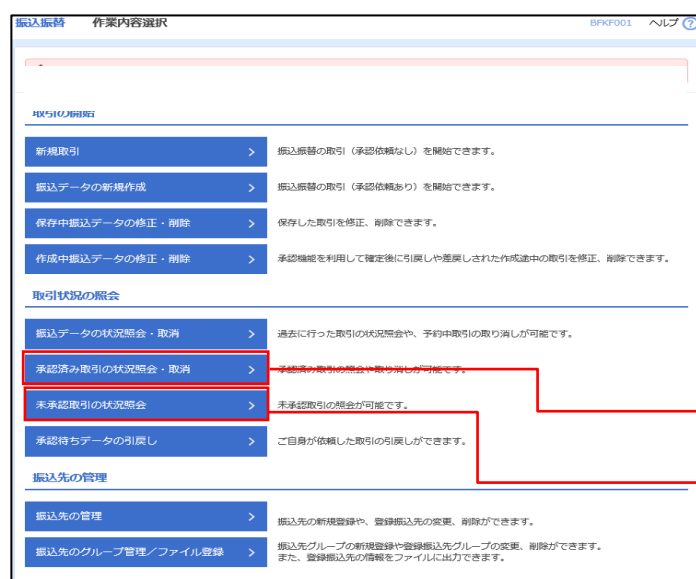 振込振替 作業内容選択 BFKF001 ヘルプ ?
取引の開始
新規取引 > 振込振替の取引（承認依頼なし）を開始できます。
振込データの新規作成 > 振込振替の取引（承認依頼あり）を開始できます。
保存中振込データの修正・削除 > 保存した取引を修正、削除できます。
作成中振込データの修正・削除 > 承認機能を利用して確定後に引戻しや差戻しされた作成途中の取引を修正、削除できます。
取引状況の照会
振込データの状況照会・取消 > 過去に行った取引の状況照会や、予約中取引の取り消しが可能です。
承認済み取引の状況照会・取消 > 承認済み取引の照会や取り消しが可能です。
未承認取引の状況照会 > 未承認取引の照会が可能です。
承認待ちデータの引戻し > ご自身が依頼した取引の引戻しができます。
振込先の管理
振込先の管理 > 振込先の新規登録や、登録振込先の変更、削除ができます。
振込先のグループ管理／ファイル登録 > 振込先グループの新規登録や登録振込先グループの変更、削除ができます。
また、登録振込先の情報をファイルに出力できます。